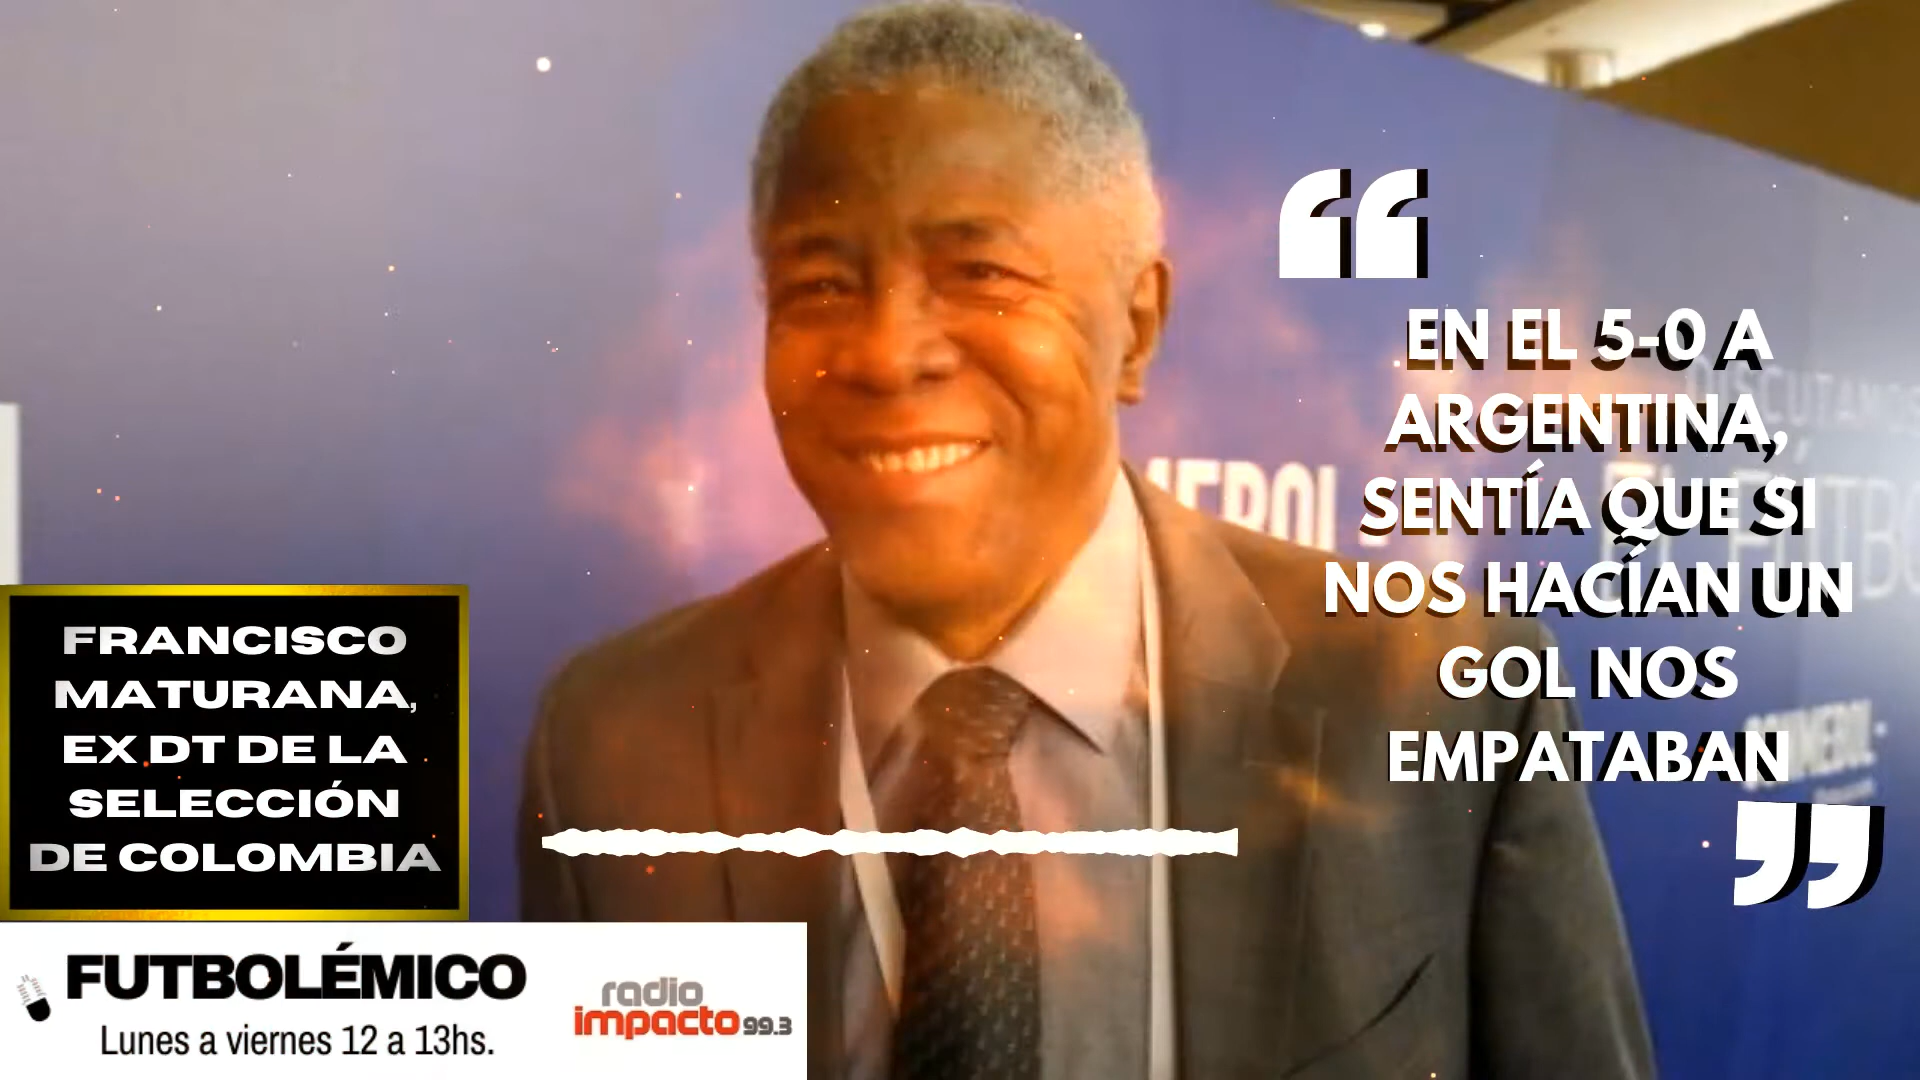 EN EL 5-0 A
ARGENTINA,
SENTÍA QUE SI
NOS HACÍAN UN
GOL NOS
EMPATABAN
FRANCISCO
MATURANA,
EX DT DE LA
SELECCIÓN
DE COLOMBIA
FUTBOLÉMICO
Lunes a viernes 12 a 13hs.
radio
impacto 99.3